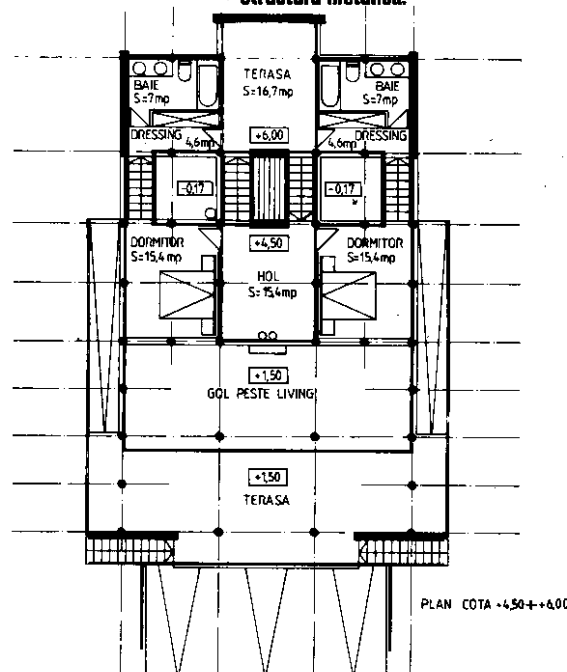 structura metalica.
BAIE
S=7mp
TERASA
S=16,7mp
BAIE
S=7mp
DRESSING
4,6mp
+6,00
4,6mp
DRESSING
-0,17
-0,17
DORMITOR
S=15,4mp
+4,50
DORMITOR
S=15,4mp
HOL
S=15,4mp
+1,50
GOL PESTE LIVING
+1,50
TERASA
PLAN COTA +4,50÷+6,00